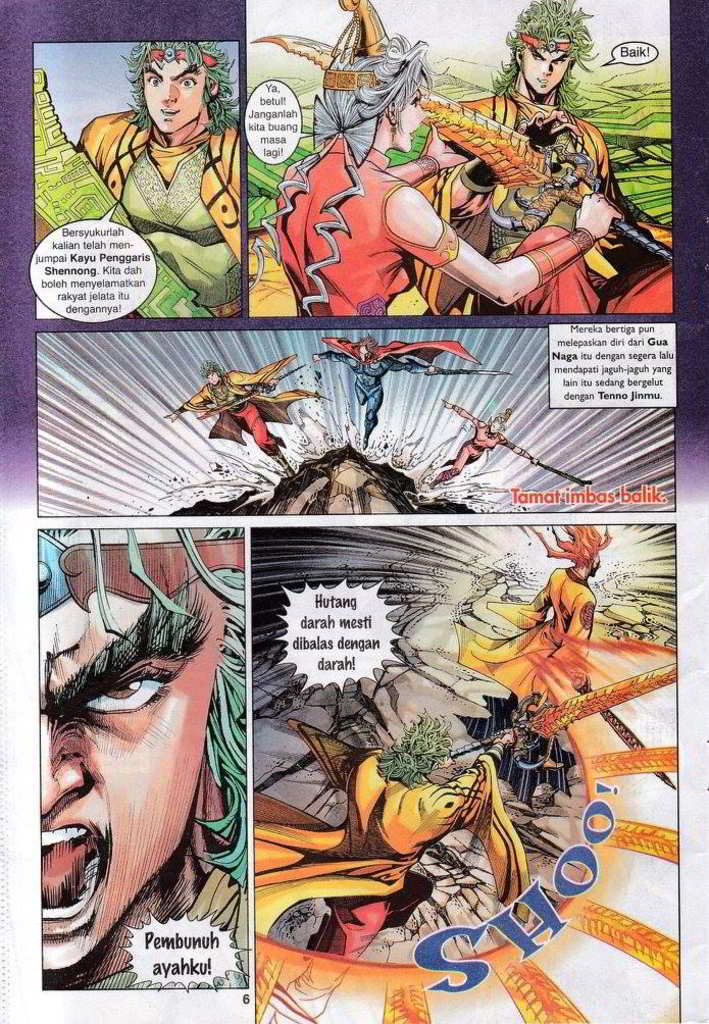 Bersyukurlah
kalian telah men-
jumpai Kayu Penggaris
Shennong. Kita dah
boleh menyelamatkan
rakyat jelata itu
dengannya!
Ya,
betul!
Janganlah
kita buang
masa
lagi!
Baik!
Mereka bertiga pun
melepaskan diri dari Gua
Naga itu dengan segera lalu
mendapati jaguh-jaguh yang
lain itu sedang bergelut
dengan Tenno Jinmu.
Tamat imbas balik.
Pembunuh
ayahku!
Hutang
darah mesti
dibalas dengan
darah!
SHOOO!
6